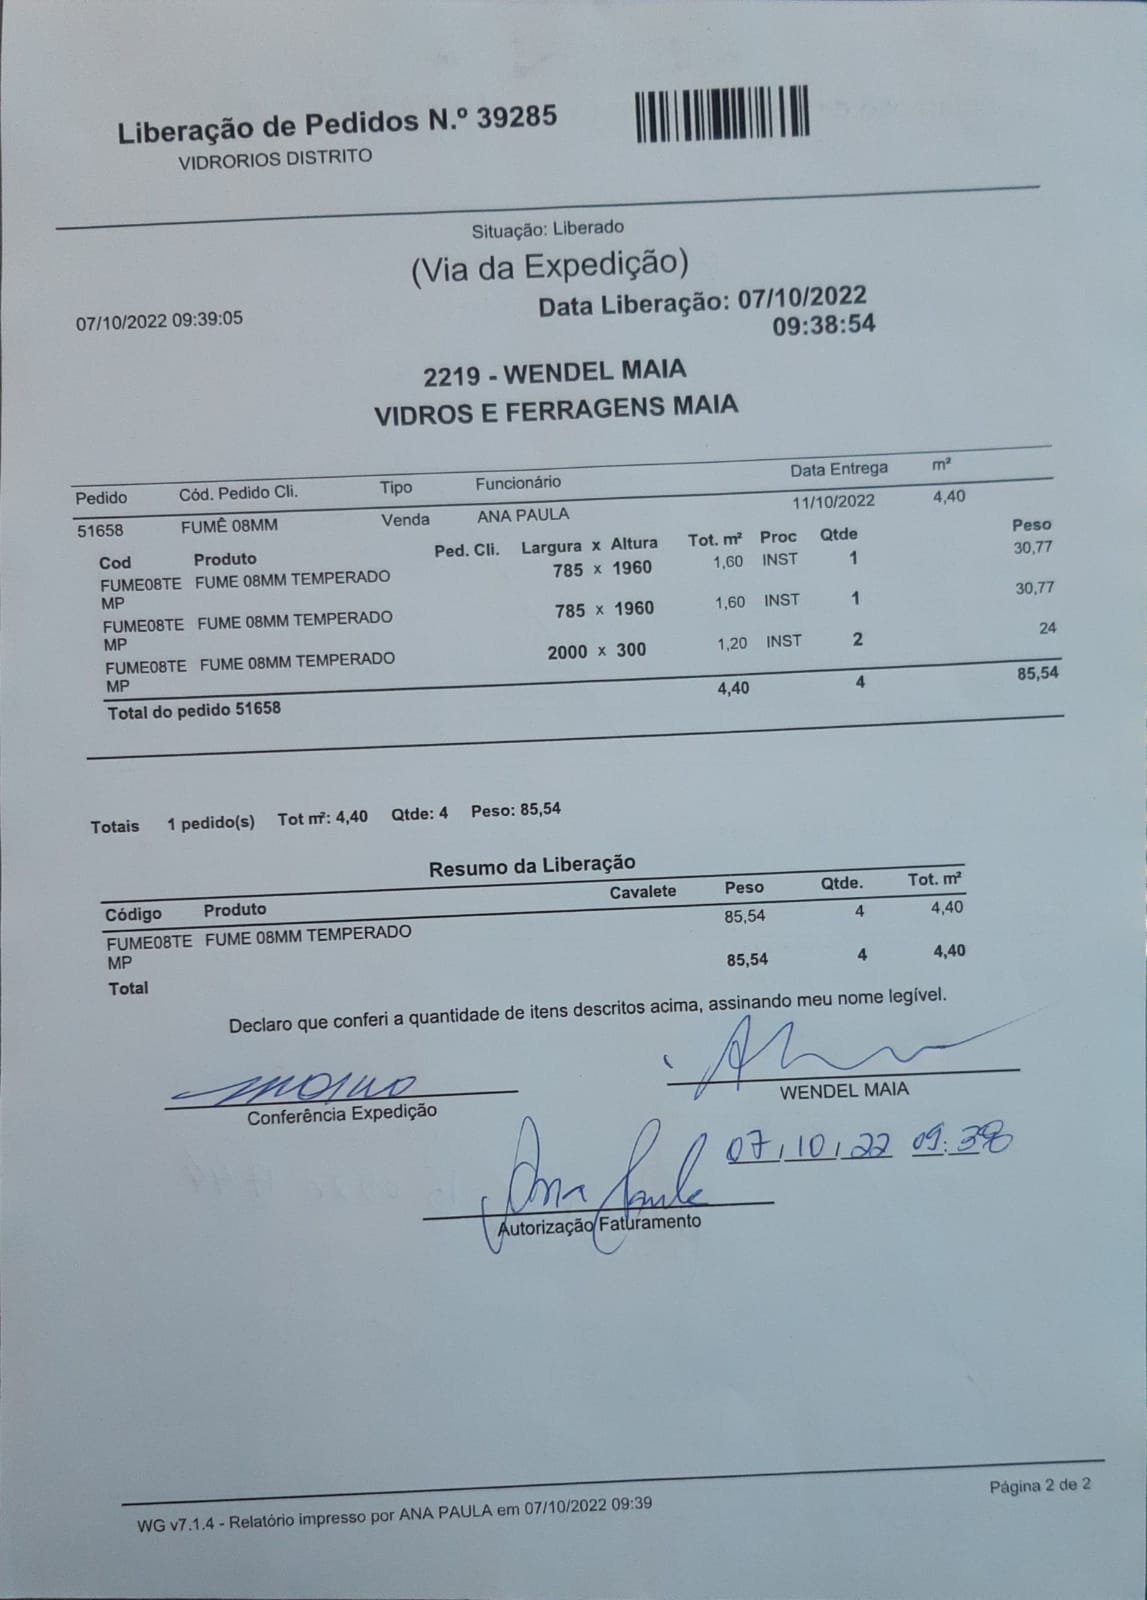 Liberação de Pedidos N.º 39285
VIDRORIOS DISTRITO
Situação: Liberado
(Via da Expedição)
07/10/2022 09:39:05
Data Liberação: 07/10/2022
09:38:54
2219 - WENDEL MAIA
VIDROS E FERRAGENS MAIA
Pedido Cód. Pedido Cli. Tipo Funcionário Data Entrega m²
51658 FUMÊ 08MM Venda ANA PAULA 11/10/2022 4,40
Cod Produto Ped. Cli. Largura x Altura Tot. m² Proc Qtde Peso
FUME08TE FUME 08MM TEMPERADO 785 x 1960 1,60 INST 1 30,77
MP
FUME08TE FUME 08MM TEMPERADO 785 x 1960 1,60 INST 1 30,77
MP
FUME08TE FUME 08MM TEMPERADO 2000 x 300 1,20 INST 2 24
MP
Total do pedido 51658 4,40 4 85,54
Totais 1 pedido(s) Tot m²: 4,40 Qtde: 4 Peso: 85,54
Resumo da Liberação
Código Produto Cavalete Peso Qtde. Tot. m²
FUME08TE FUME 08MM TEMPERADO 85,54 4 4,40
MP
Total 85,54 4 4,40
Declaro que conferi a quantidade de itens descritos acima, assinando meu nome legível.
Conferência Expedição
WENDEL MAIA
Ana Paula 07/10/22 09:38
Autorização Faturamento
WG v7.1.4 - Relatório impresso por ANA PAULA em 07/10/2022 09:39
Página 2 de 2